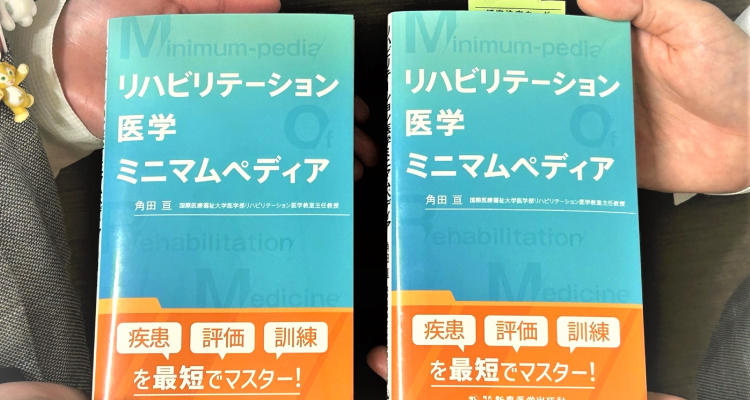 Minimum-pedia
リハビリテーション
医学
Of
ミニマムペディア
角田 亘 国際医療福祉大学医学部リハビリテーション医学教室主任教授
Rehabilitation
Medicine
疾患 評価 訓練
を最短でマスター!
Minimum-pedia
リハビリテーション
医学
Of
ミニマムペディア
角田 亘 国際医療福祉大学医学部リハビリテーション医学教室主任教授
Rehabilitation
Medicine
疾患 評価 訓練
を最短でマスター!